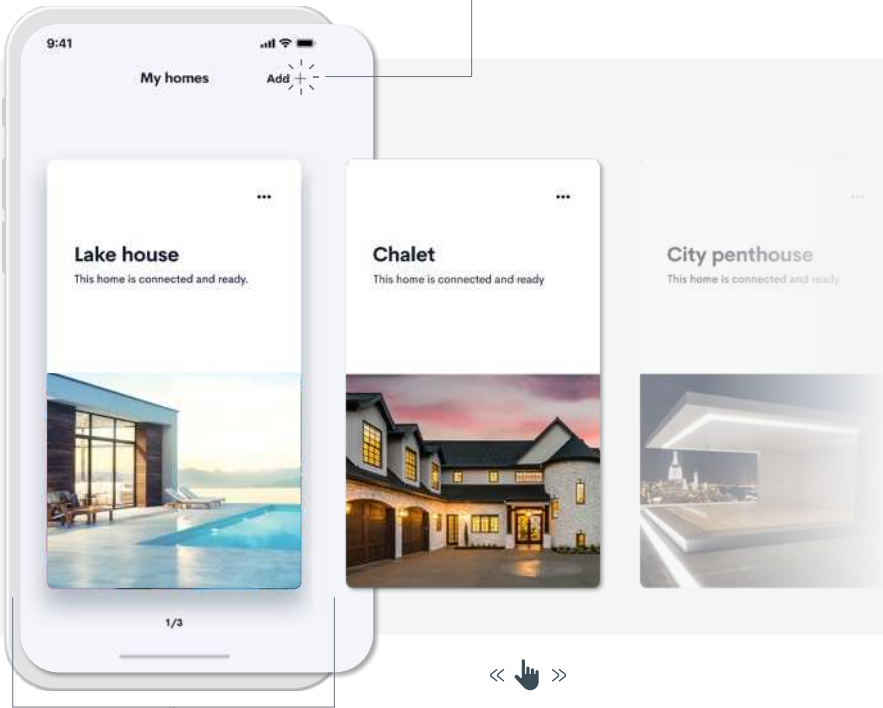 9:41
My homes
Add +
•••
Lake house
This home is connected and ready.
•••
Chalet
This home is connected and ready
•••
City penthouse
This home is connected and ready.
1/3
« »